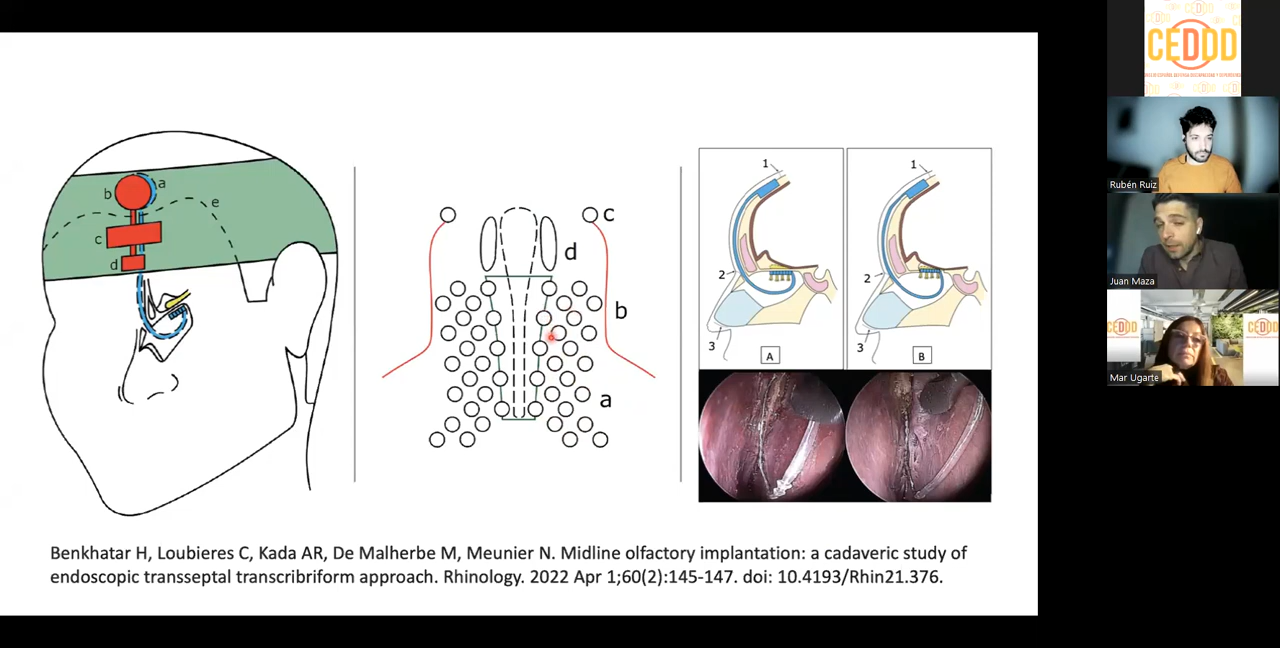 a
b
e
c
d
c
d
b
a
1
2
3
A
1
2
3
B
Benkhatar H, Loubieres C, Kada AR, De Malherbe M, Meunier N. Midline olfactory implantation: a cadaveric study of
endoscopic transseptal transcribriform approach. Rhinology. 2022 Apr 1;60(2):145-147. doi: 10.4193/Rhin21.376.
CEDDD
Rubén Ruiz
Juan Maza
CEDDD
CEDDD
Mar Ugarte